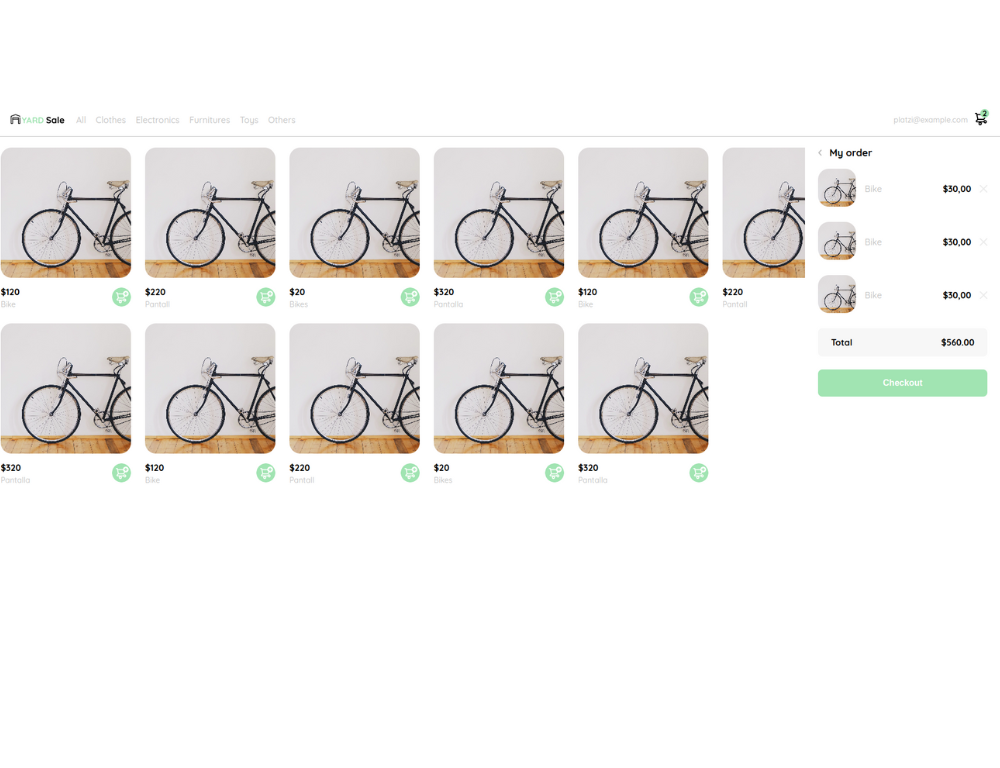 YARD Sale All Clothes Electronics Furnitures Toys Others platzi@example.com 2
My order
Bike $30,00
Bike $30,00
Bike $30,00
Total $560.00
Checkout
$120 $220 $20 $320 $120 $220
Bike Pantall Bikes Pantalla Bike Pantall
$320 $120 $220 $20 $320
Pantalla Bike Pantall Bikes Pantalla